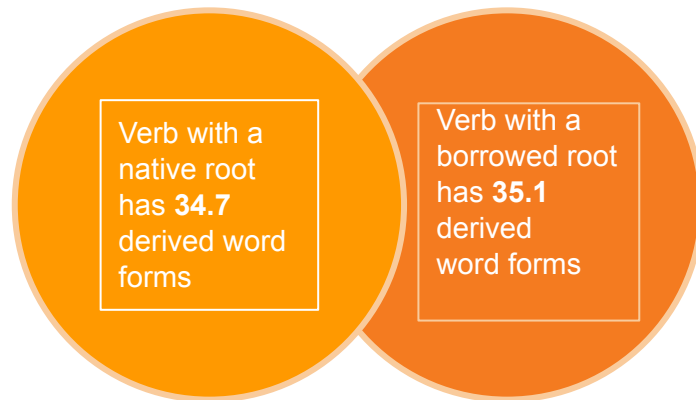 Verb with a
native root
has 34.7
derived word
forms
Verb with a
borrowed root
has 35.1
derived
word forms